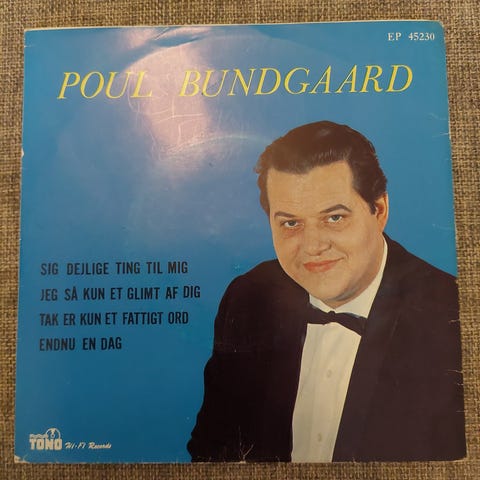 EP 45230
POUL BUNDGAARD
SIG DEJLIGE TING TIL MIG
JEG SÅ KUN ET GLIMT AF DIG
TAK ER KUN ET FATTIGT ORD
ENDNU EN DAG
TONO Hi-Fi Records